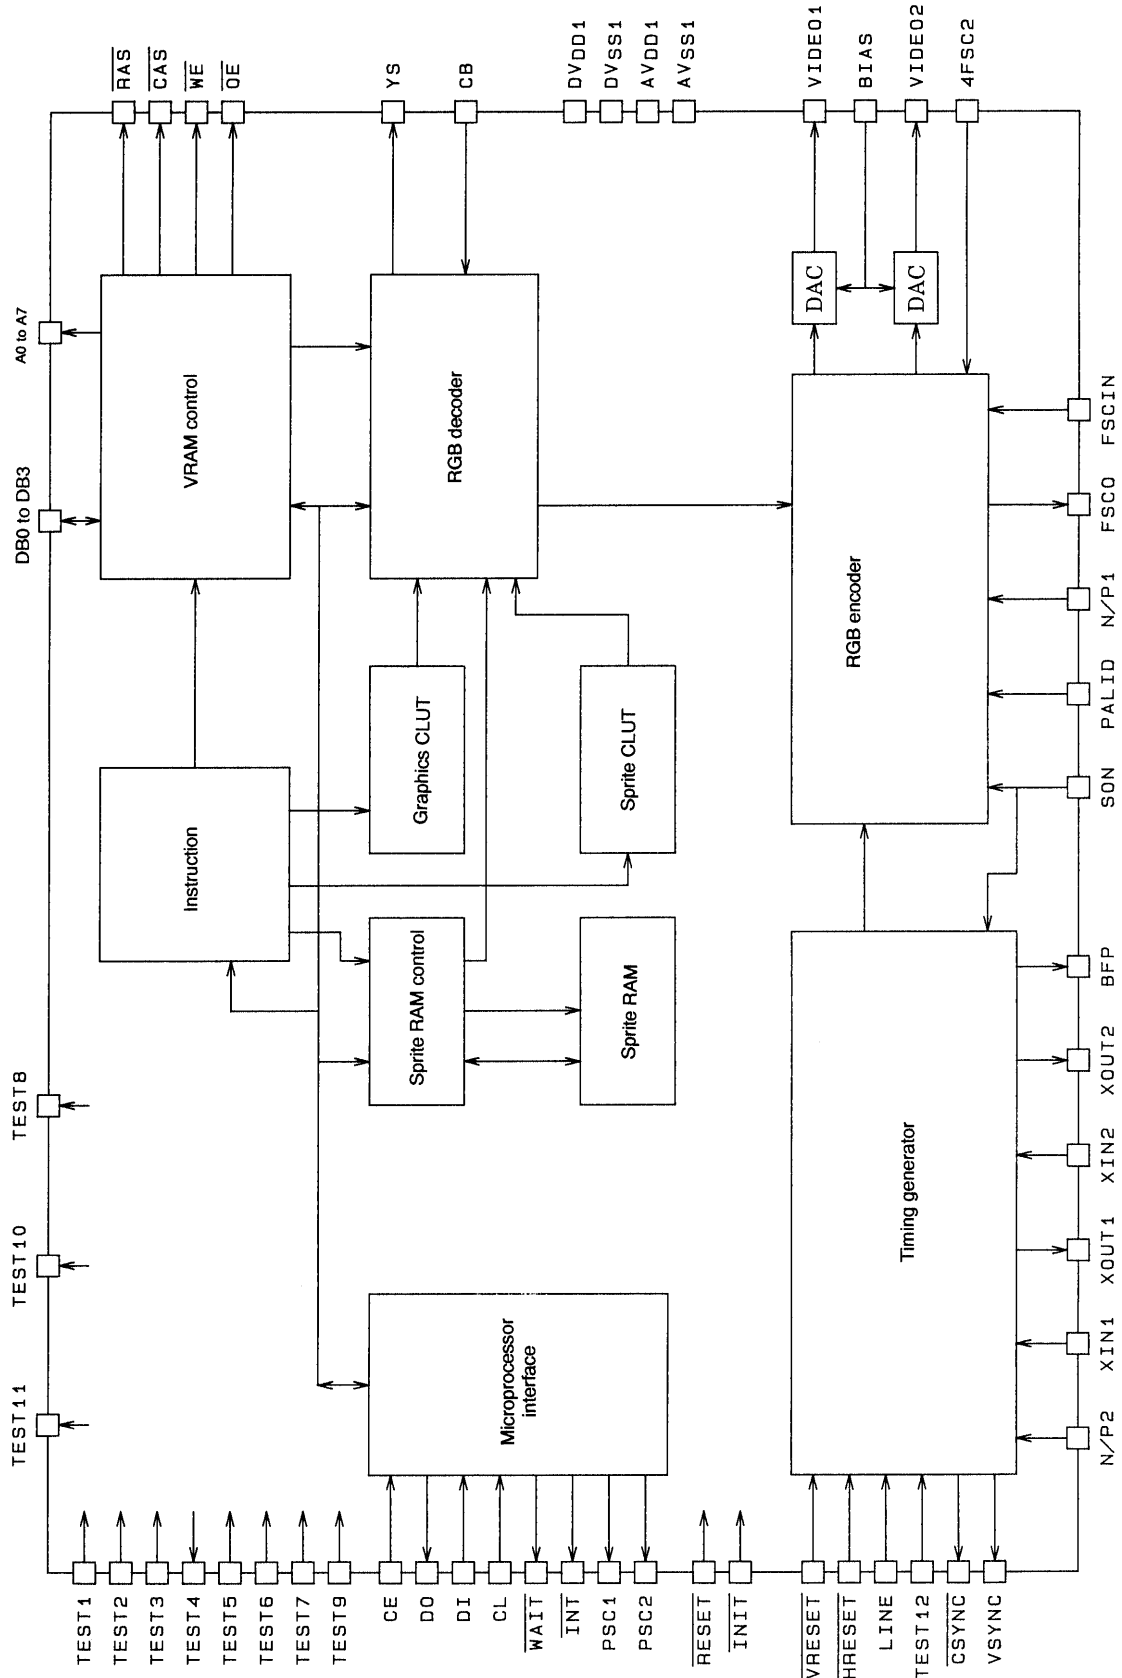 RAS
CAS
WE
OE
YS
CB
DVDD1
DVSS1
AVDD1
AVSS1
VIDEO1
BIAS
VIDEO2
4FSC2
A0 to A7
DB0 to DB3
TEST8
TEST10
TEST11
VRAM control
RGB decoder
DAC
DAC
RGB encoder
Instruction
Graphics CLUT
Sprite CLUT
Sprite RAM control
Sprite RAM
Microprocessor
interface
Timing generator
FSCIN
FSCO
N/P1
PALID
SON
BFP
XOUT2
XIN2
XOUT1
XIN1
N/P2
TEST1
TEST2
TEST3
TEST4
TEST5
TEST6
TEST7
TEST9
CE
DO
DI
CL
WAIT
INT
PSC1
PSC2
RESET
INIT
VRESET
HRESET
LINE
TEST12
CSYNC
VSYNC